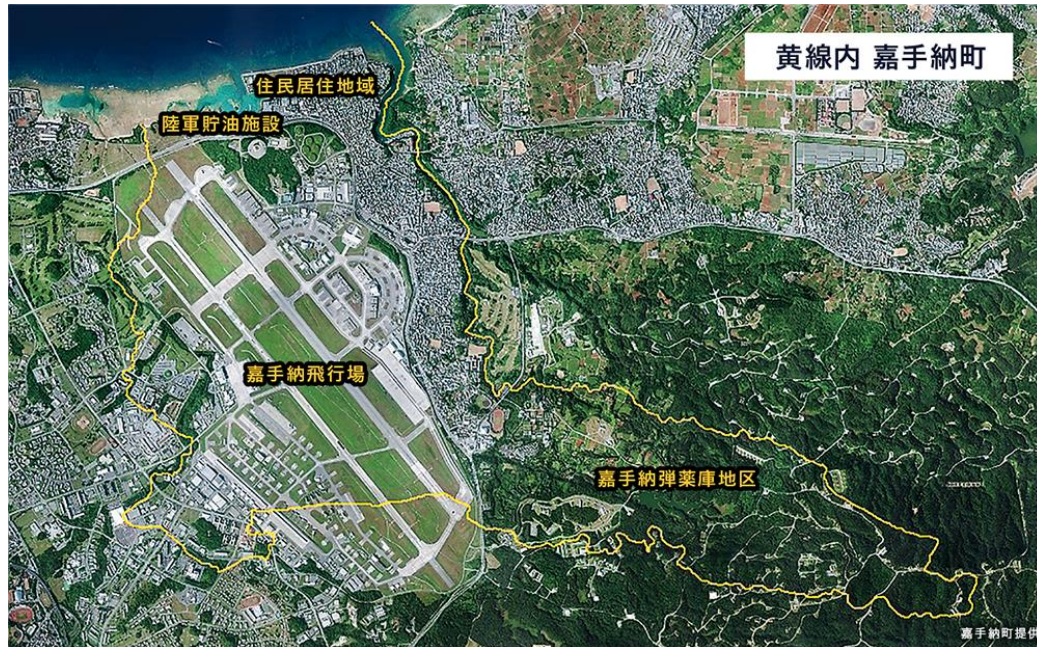 黄線内 嘉手納町
住民居住地域
陸軍貯油施設
嘉手納飛行場
嘉手納弾薬庫地区
嘉手納町提供